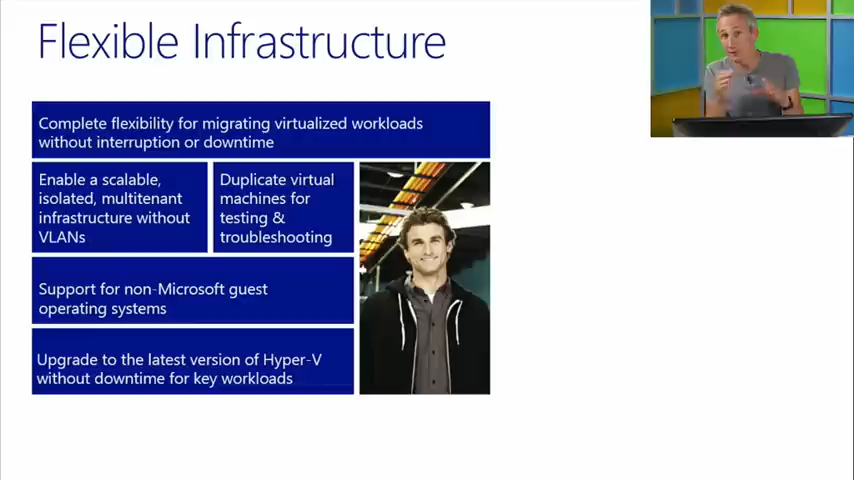 Flexible Infrastructure
Complete flexibility for migrating virtualized workloads
without interruption or downtime
Enable a scalable,
isolated, multitenant
infrastructure without
VLANs
Duplicate virtual
machines for
testing &
troubleshooting
Support for non-Microsoft guest
operating systems
Upgrade to the latest version of Hyper-V
without downtime for key workloads